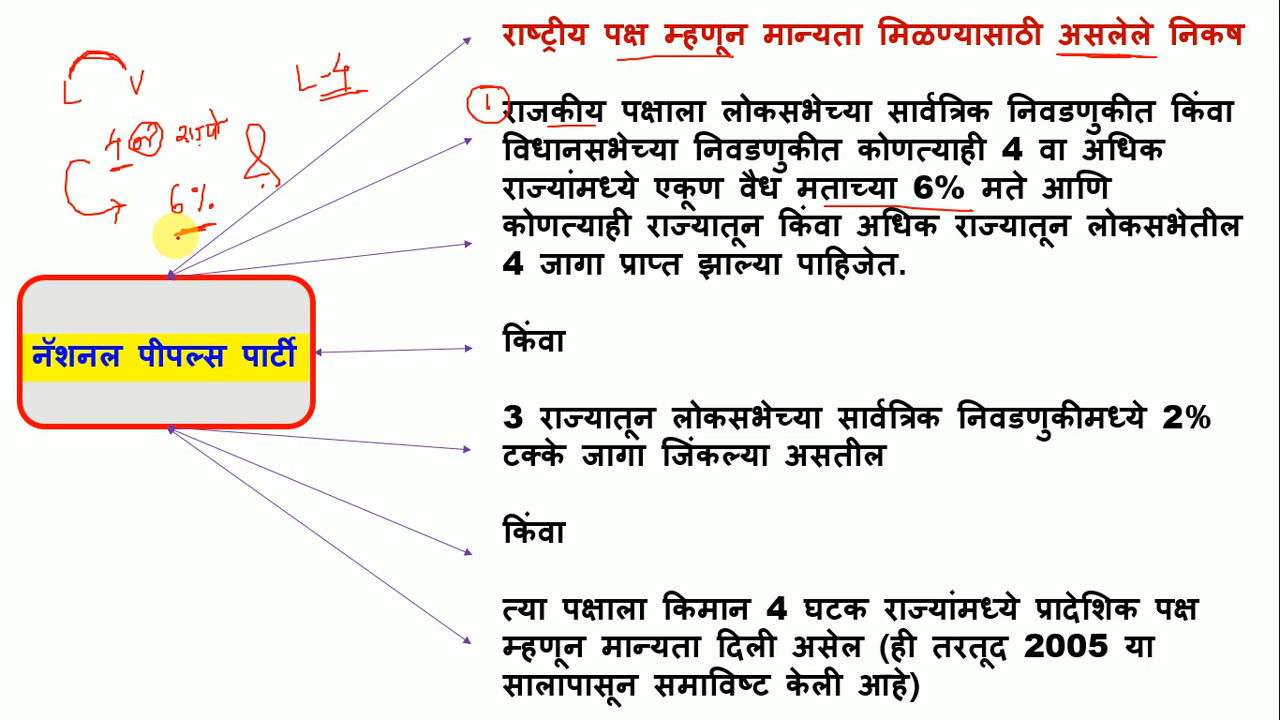 राष्ट्रीय पक्ष म्हणून मान्यता मिळण्यासाठी असलेले निकष
L V
L-4
4
6%
&
1
राजकीय पक्षाला लोकसभेच्या सार्वत्रिक निवडणुकीत किंवा
विधानसभेच्या निवडणुकीत कोणत्याही 4 वा अधिक
राज्यांमध्ये एकूण वैध मताच्या 6% मते आणि
कोणत्याही राज्यातून किंवा अधिक राज्यातून लोकसभेतील
4 जागा प्राप्त झाल्या पाहिजेत.
नॅशनल पीपल्स पार्टी
किंवा
3 राज्यातून लोकसभेच्या सार्वत्रिक निवडणुकीमध्ये 2%
टक्के जागा जिंकल्या असतील
किंवा
त्या पक्षाला किमान 4 घटक राज्यांमध्ये प्रादेशिक पक्ष
म्हणून मान्यता दिली असेल (ही तरतूद 2005 या
सालापासून समाविष्ट केली आहे)